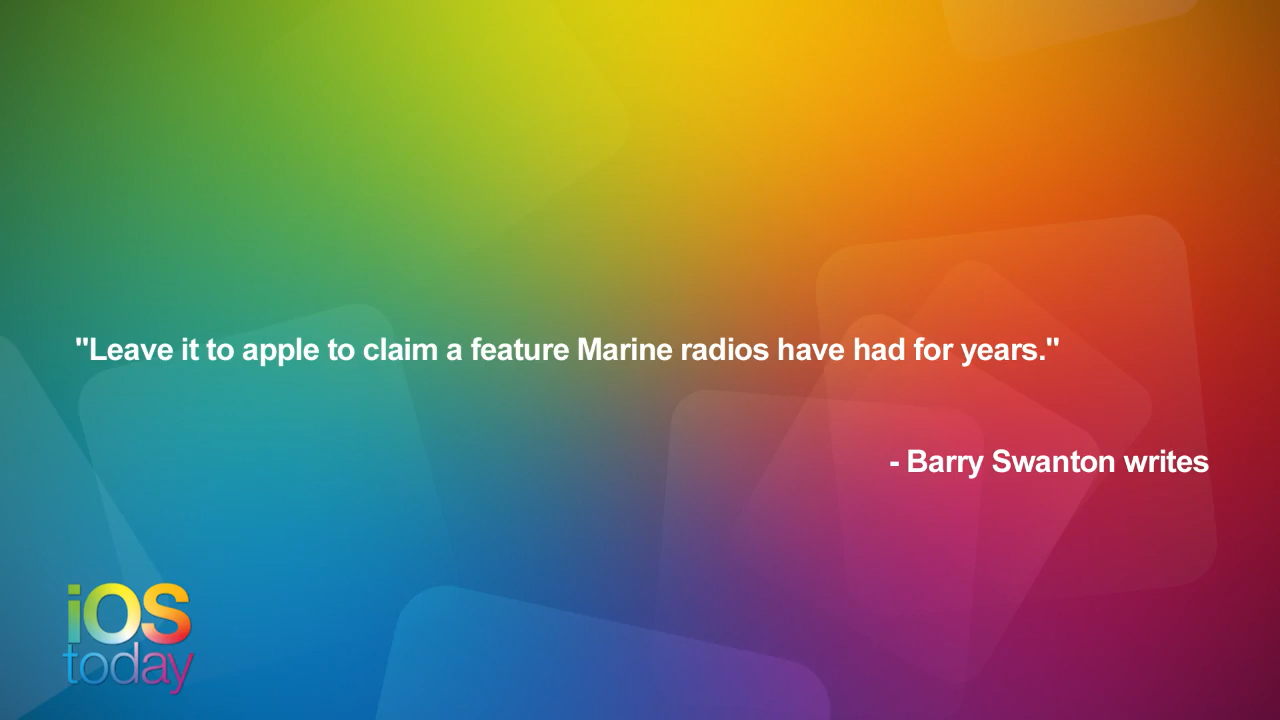 "Leave it to apple to claim a feature Marine radios have had for years."
- Barry Swanton writes
iOS
today